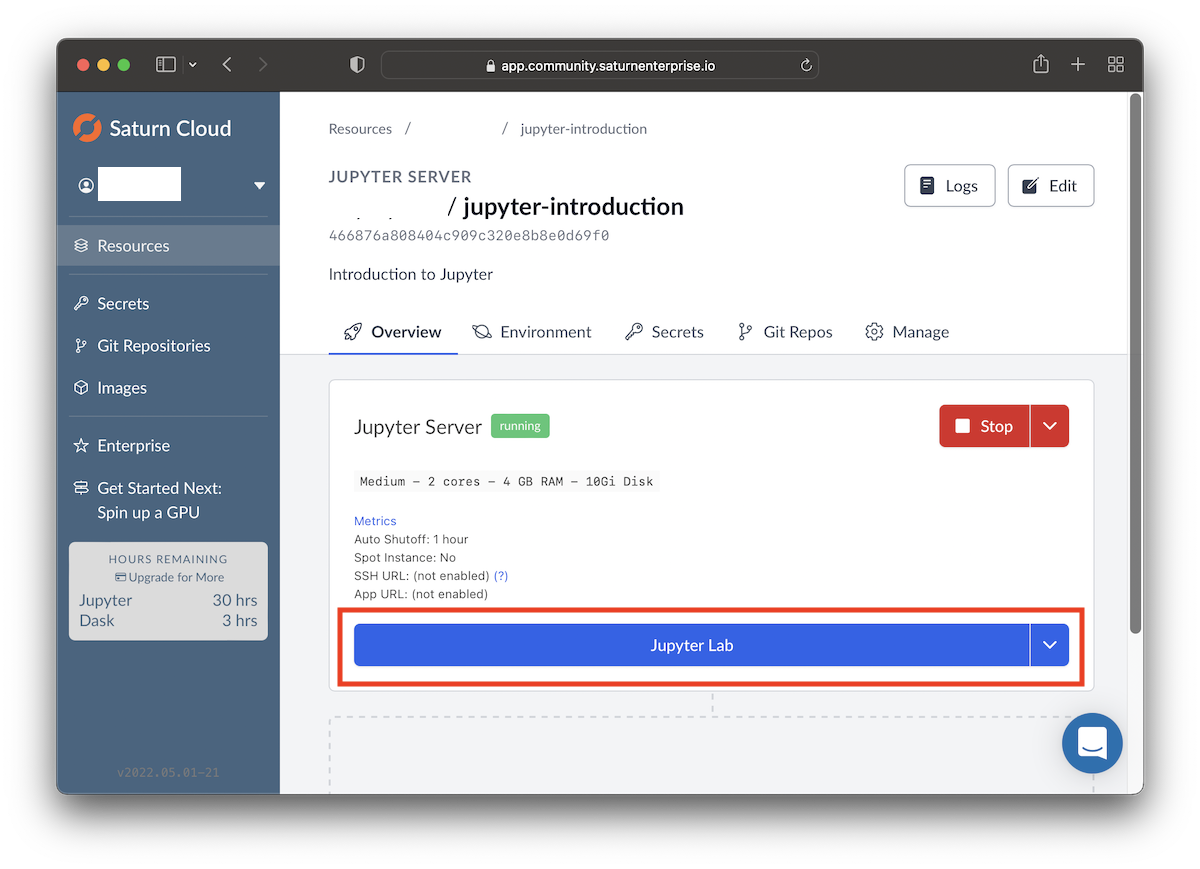 app.community.saturnenterprise.io
Saturn Cloud
Resources
Secrets
Git Repositories
Images
Enterprise
Get Started Next:
Spin up a GPU
HOURS REMAINING
Upgrade for More
Jupyter 30 hrs
Dask 3 hrs
v2022.05.01-21
Resources / / jupyter-introduction
JUPYTER SERVER
/ jupyter-introduction
466876a808404c909c320e8b8e0d69f0
Introduction to Jupyter
Logs Edit
Overview Environment Secrets Git Repos Manage
Jupyter Server running
Stop
Medium – 2 cores – 4 GB RAM – 10Gi Disk
Metrics
Auto Shutoff: 1 hour
Spot Instance: No
SSH URL: (not enabled) (?)
App URL: (not enabled)
Jupyter Lab